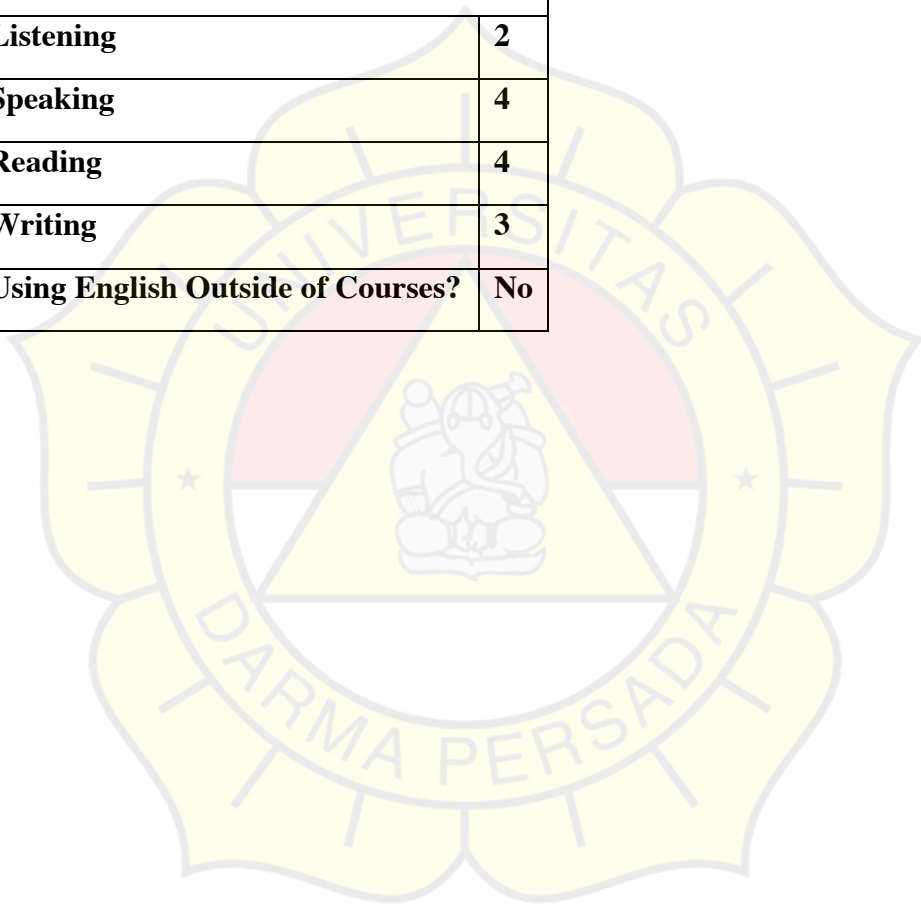 Listening 2
Speaking 4
Reading 4
Writing 3
Using English Outside of Courses? No
UNIVERSITAS
DARMA PERSADA